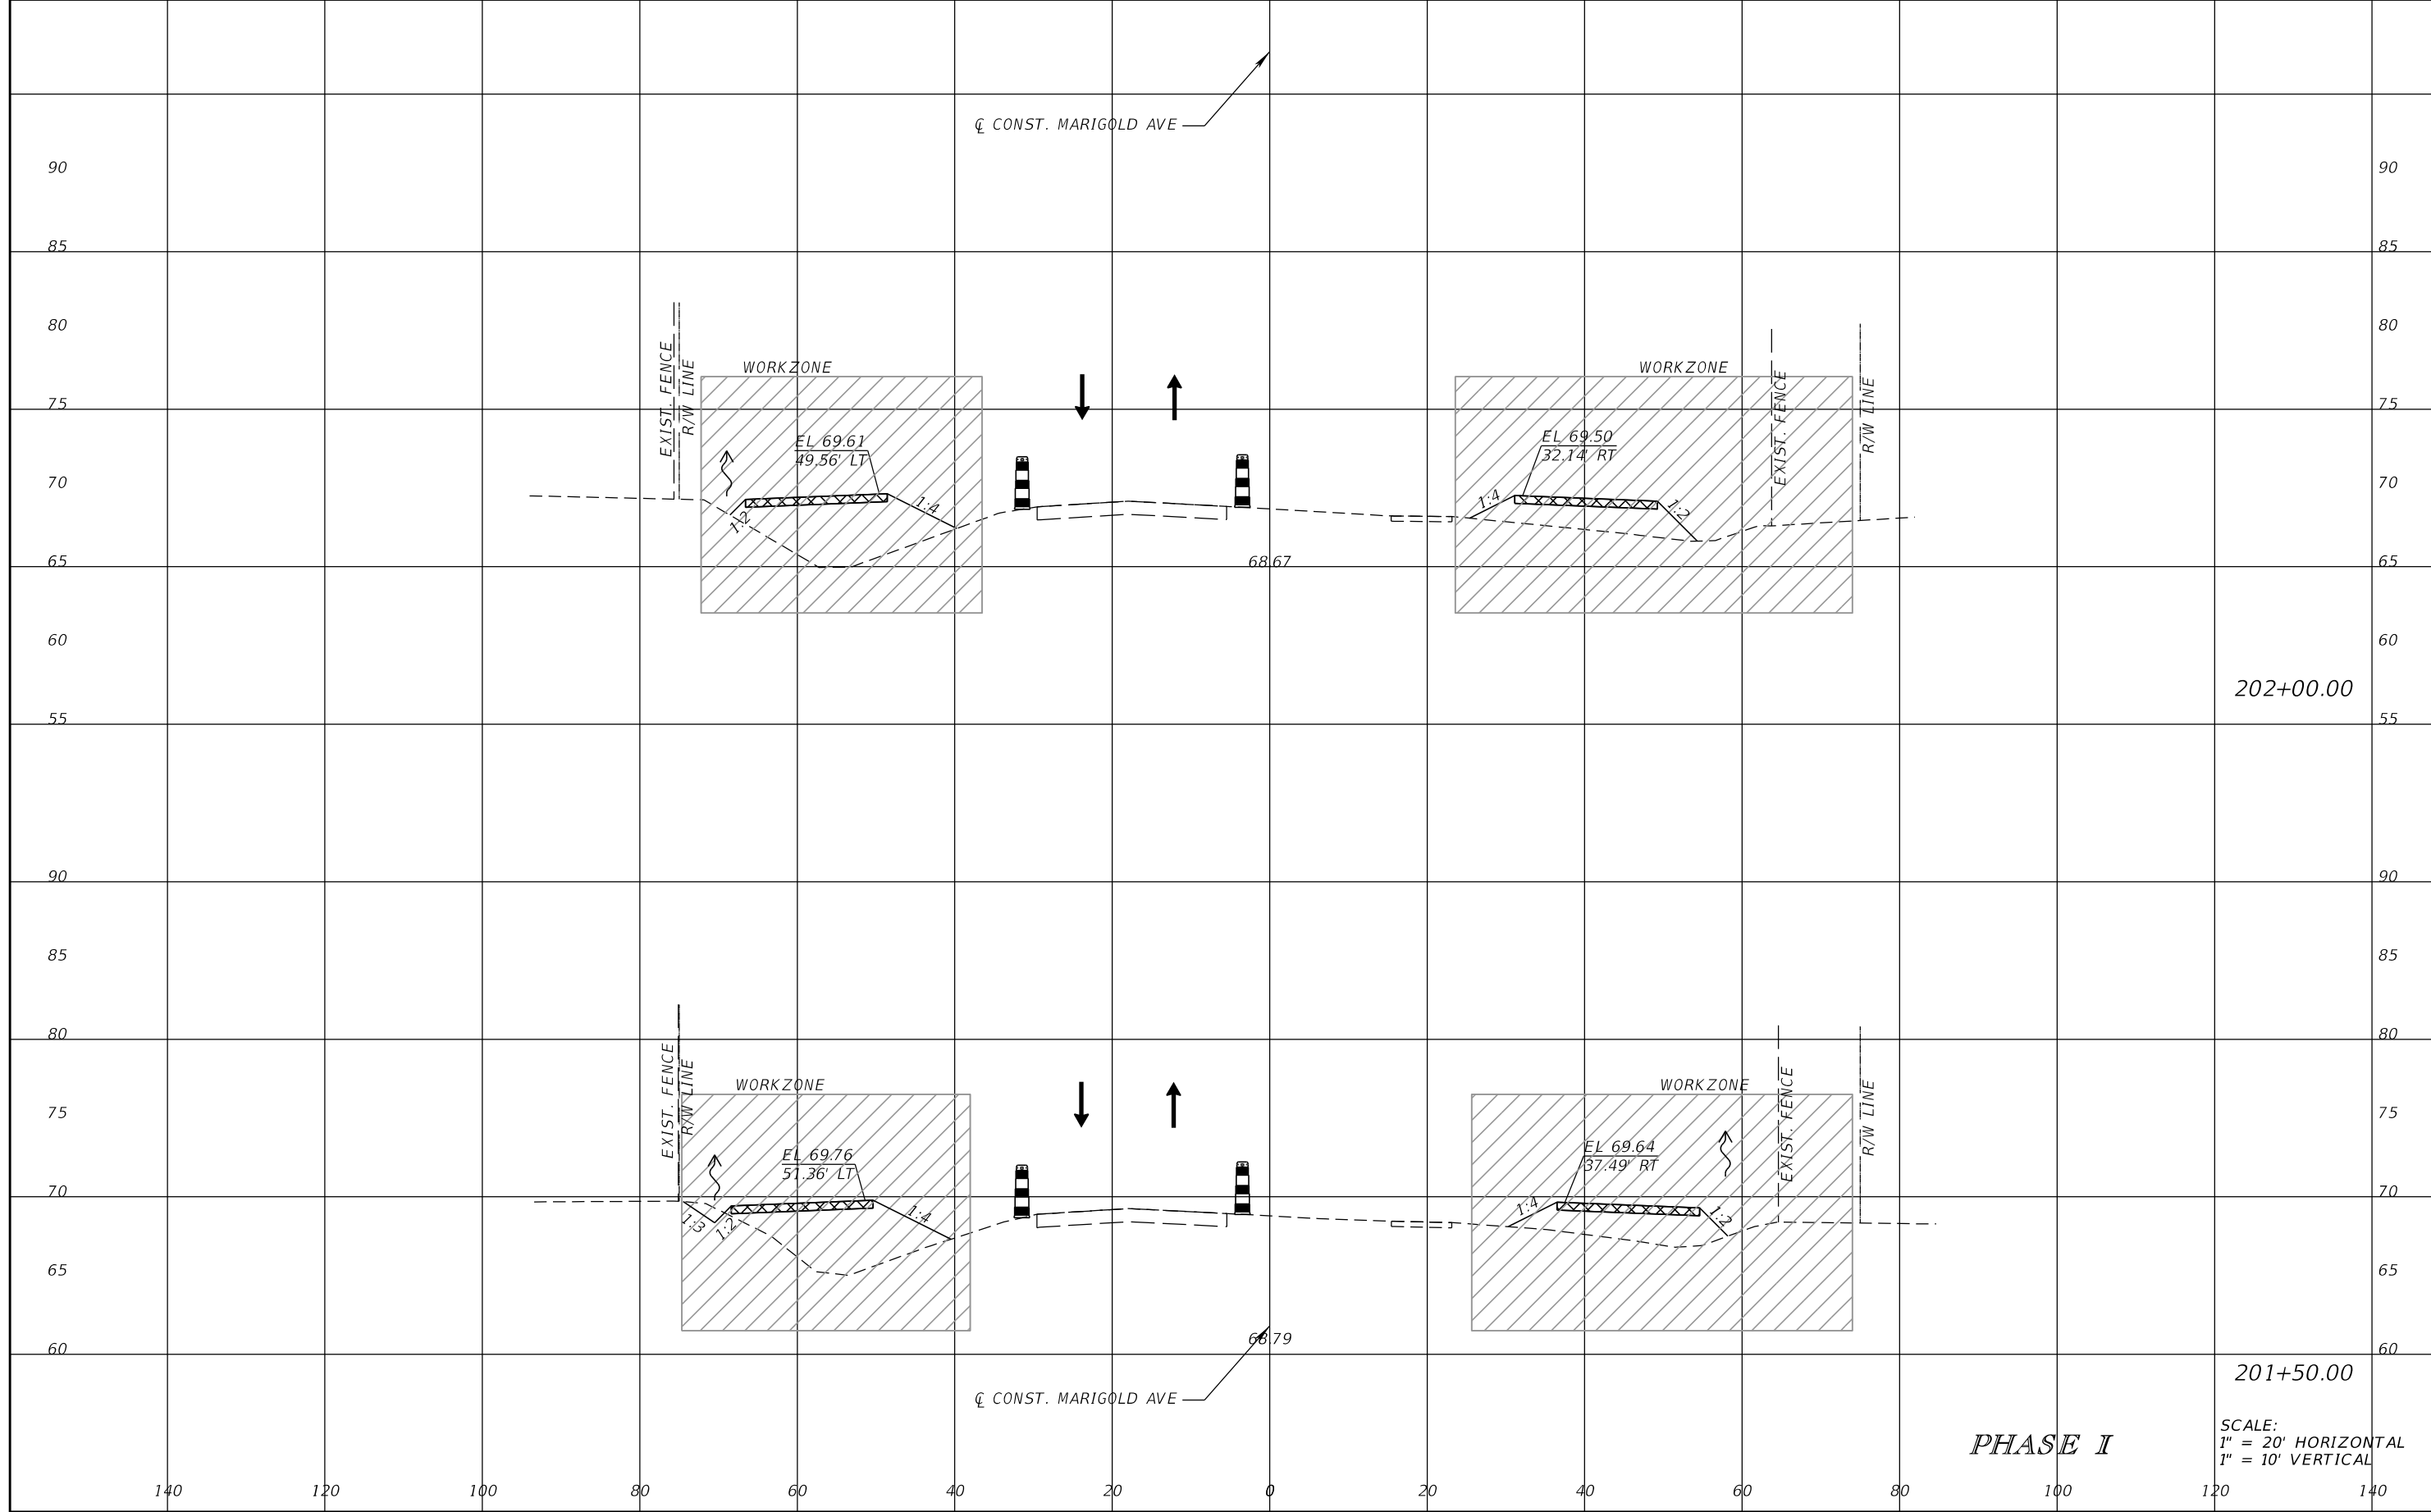 ℄ CONST. MARIGOLD AVE
90
90
85
85
80
80
EXIST. FENCE
R/W LINE
WORKZONE
WORKZONE
EXIST. FENCE
R/W LINE
75
75
EL 69.61
49.56' LT
EL 69.50
32.14' RT
70
70
1:2
1:4
1:4
1:2
65
68.67
65
60
60
202+00.00
55
55
90
90
85
85
80
80
EXIST. FENCE
R/W LINE
WORKZONE
WORKZONE
EXIST. FENCE
R/W LINE
75
75
EL 69.76
51.36' LT
EL 69.64
37.49' RT
70
70
1:3
1:2
1:4
1:4
1:2
65
65
68.79
60
60
201+50.00
℄ CONST. MARIGOLD AVE
PHASE I
SCALE:
1" = 20' HORIZONTAL
1" = 10' VERTICAL
140 120 100 80 60 40 20 0 20 40 60 80 100 120 140